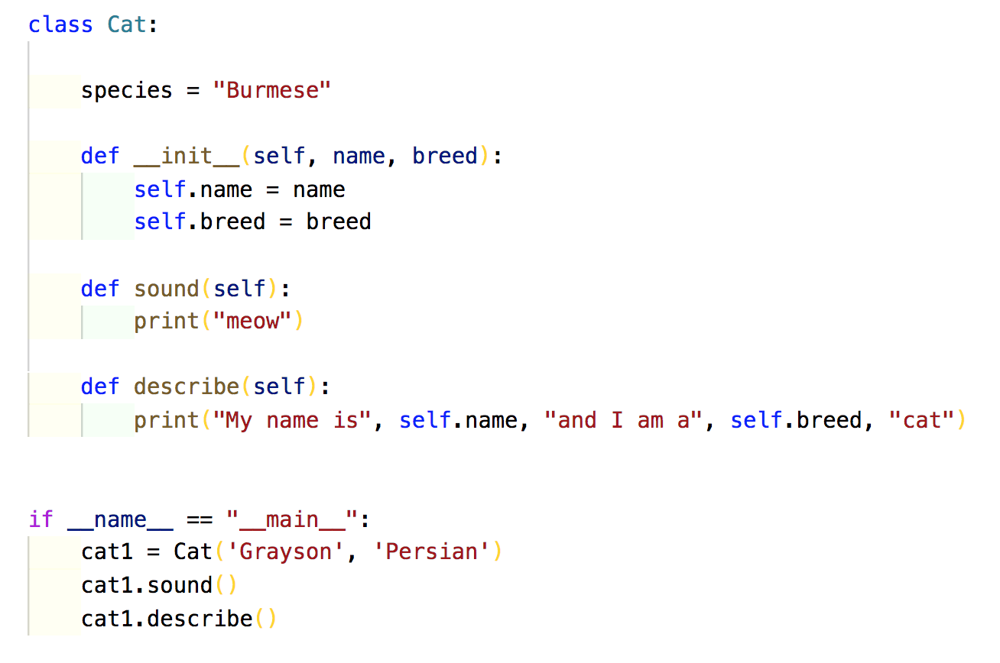 class Cat:
    species = "Burmese"
    def __init__(self, name, breed):
        self.name = name
        self.breed = breed
    def sound(self):
        print("meow")
    def describe(self):
        print("My name is", self.name, "and I am a", self.breed, "cat")
if __name__ == "__main__":
    cat1 = Cat('Grayson', 'Persian')
    cat1.sound()
    cat1.describe()